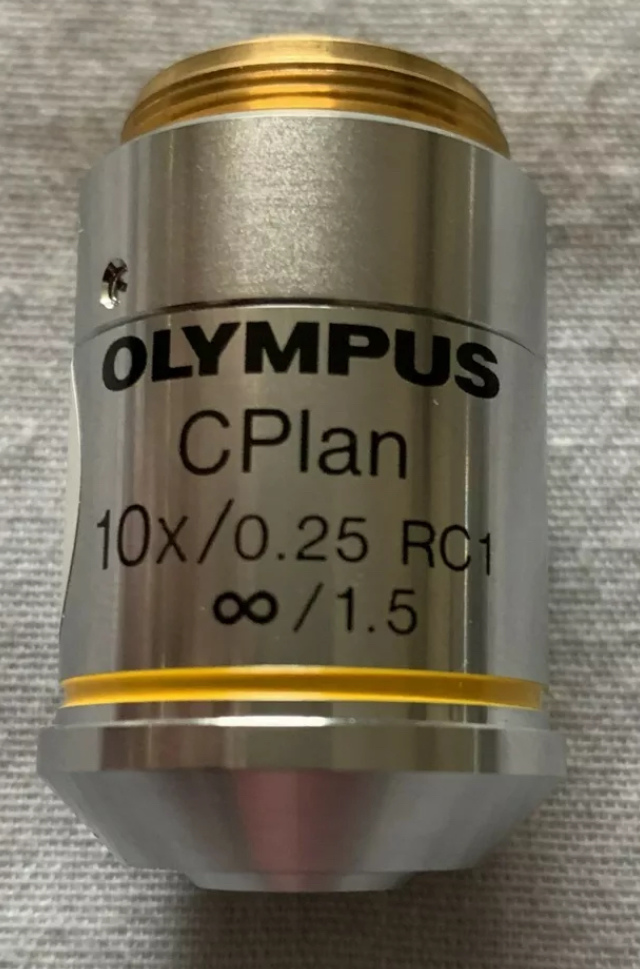 OLYMPUS
CPlan
10x/0.25 RC1
∞/1.5